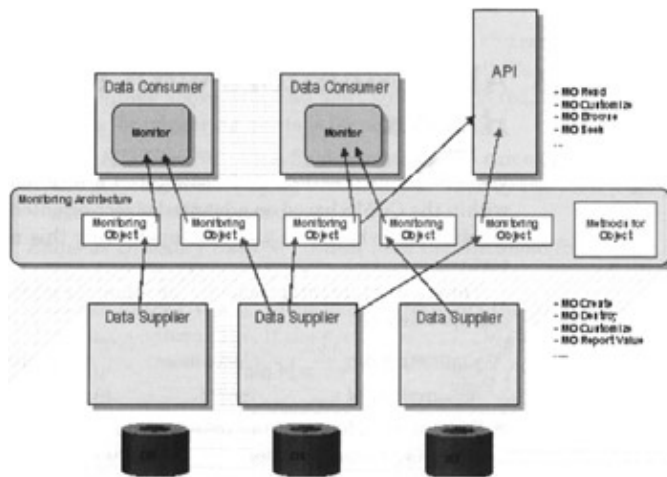 API
Data Consumer
Data Consumer
Monitor
Monitor
- MO Read
- MO Customize
- MO Browse
- MO Seek
...
Monitoring Architecture
Monitoring
Object
Monitoring
Object
Monitoring
Object
Monitoring
Object
Monitoring
Object
Methods for
Object
Data Supplier
Data Supplier
Data Supplier
- MO Create
- MO Destroy
- MO Customize
- MO Report Value
....